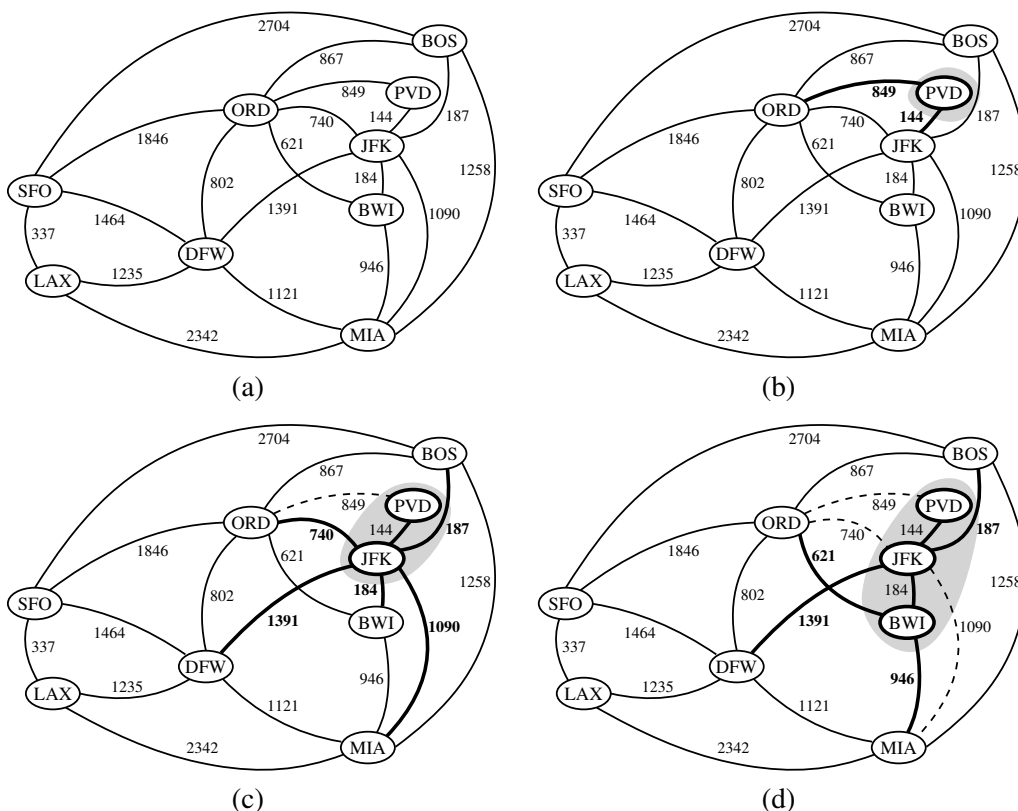 2704
BOS
867
849
PVD
ORD
144
187
740
1846
621
JFK
184
1258
SFO
802
BWI
1464
1391
1090
337
DFW
946
LAX
1235
1121
2342
MIA
(a)
2704
BOS
867
849
PVD
ORD
144
187
740
1846
621
JFK
184
1258
SFO
802
BWI
1464
1391
1090
337
DFW
946
LAX
1235
1121
2342
MIA
(b)
2704
BOS
867
849
PVD
ORD
144
187
740
1846
621
JFK
184
1258
SFO
802
BWI
1464
1391
1090
337
DFW
946
LAX
1235
1121
2342
MIA
(c)
2704
BOS
867
849
PVD
ORD
144
187
740
1846
621
JFK
184
1258
SFO
802
BWI
1464
1391
1090
337
DFW
946
LAX
1235
1121
2342
MIA
(d)